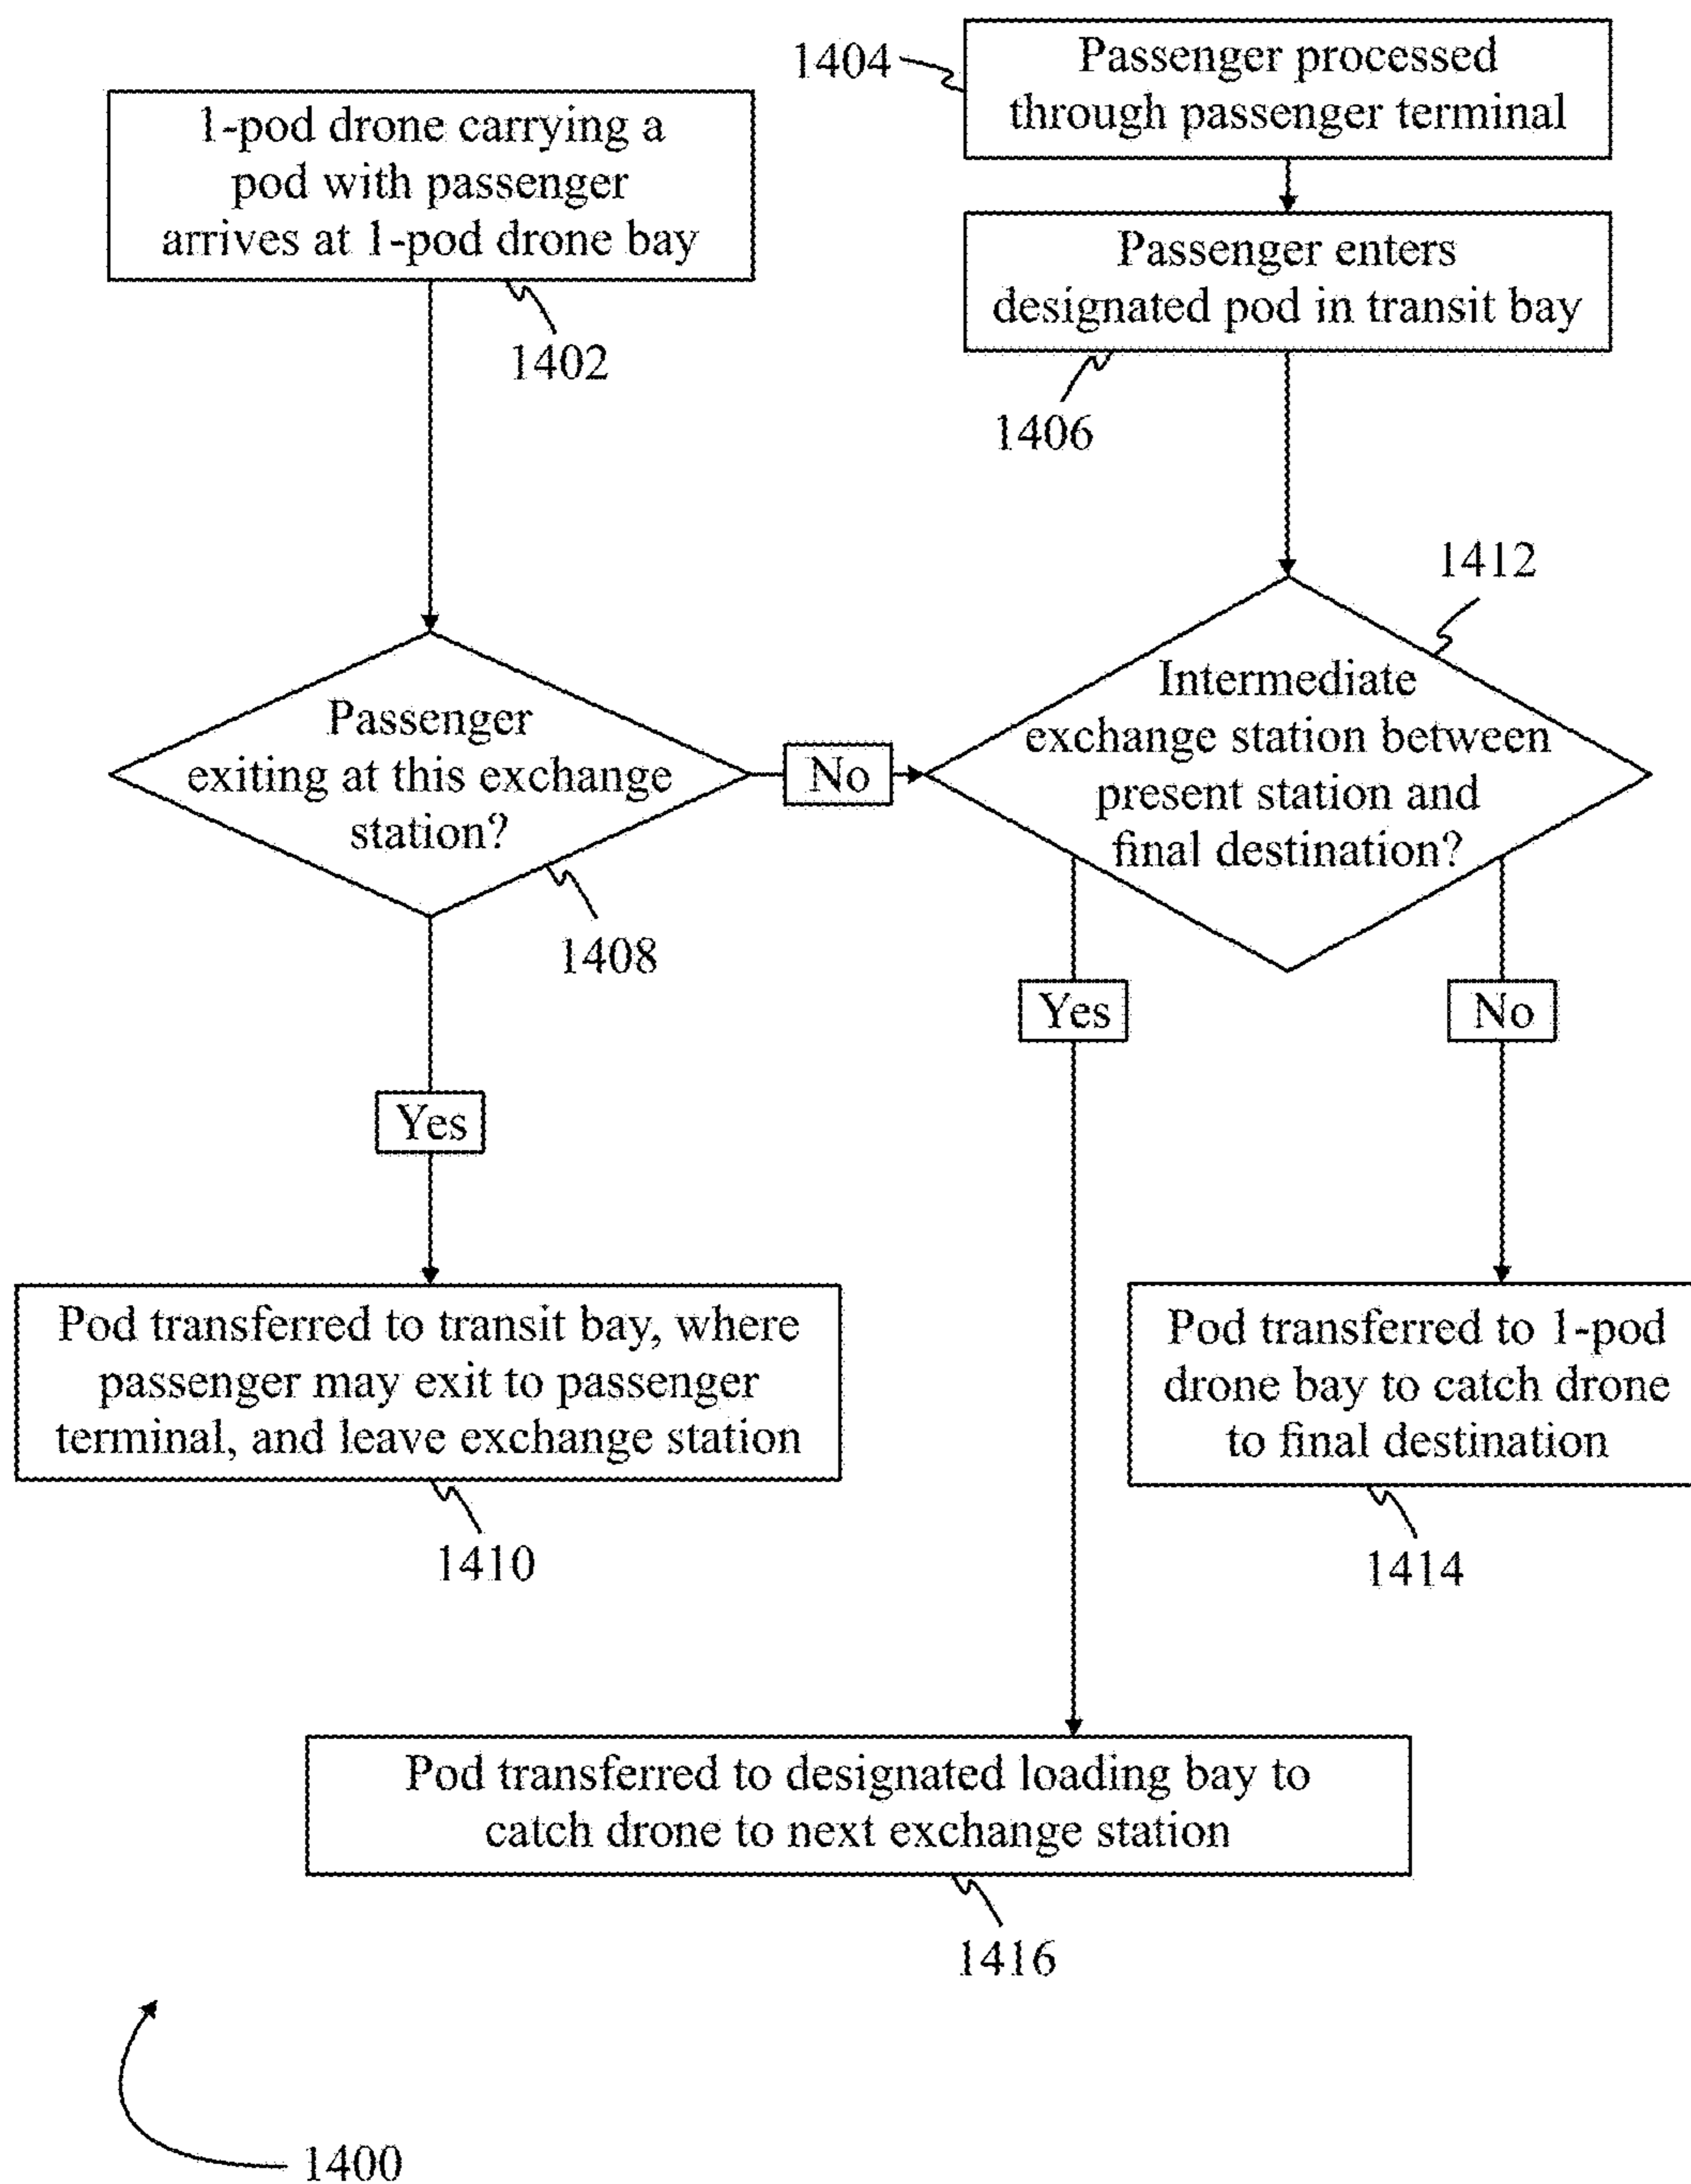 1404
Passenger processed
through passenger terminal
1-pod drone carrying a
pod with passenger
arrives at 1-pod drone bay
1402
Passenger enters
designated pod in transit bay
1406
1412
Passenger
exiting at this exchange
station?
1408
No
Intermediate
exchange station between
present station and
final destination?
Yes
No
Yes
Pod transferred to transit bay, where
passenger may exit to passenger
terminal, and leave exchange station
1410
Pod transferred to 1-pod
drone bay to catch drone
to final destination
1414
Pod transferred to designated loading bay to
catch drone to next exchange station
1416
1400